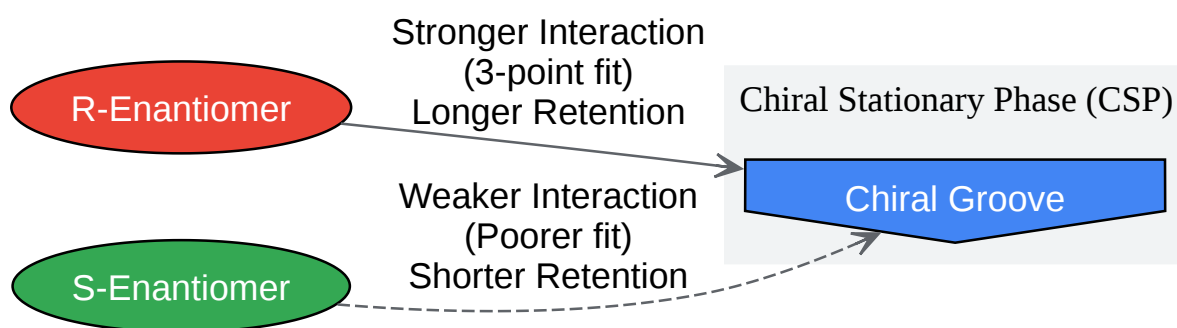 R-Enantiomer
Stronger Interaction
(3-point fit)
Longer Retention
Chiral Stationary Phase (CSP)
Chiral Groove
S-Enantiomer
Weaker Interaction
(Poorer fit)
Shorter Retention